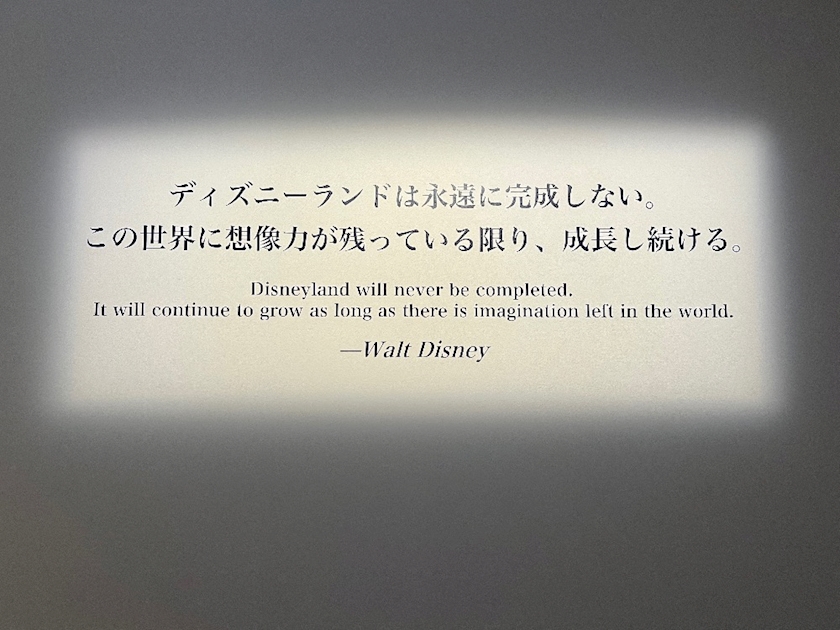 ディズニーランドは永遠に完成しない。
この世界に想像力が残っている限り、成長し続ける。
Disneyland will never be completed.
It will continue to grow as long as there is imagination left in the world.
—Walt Disney